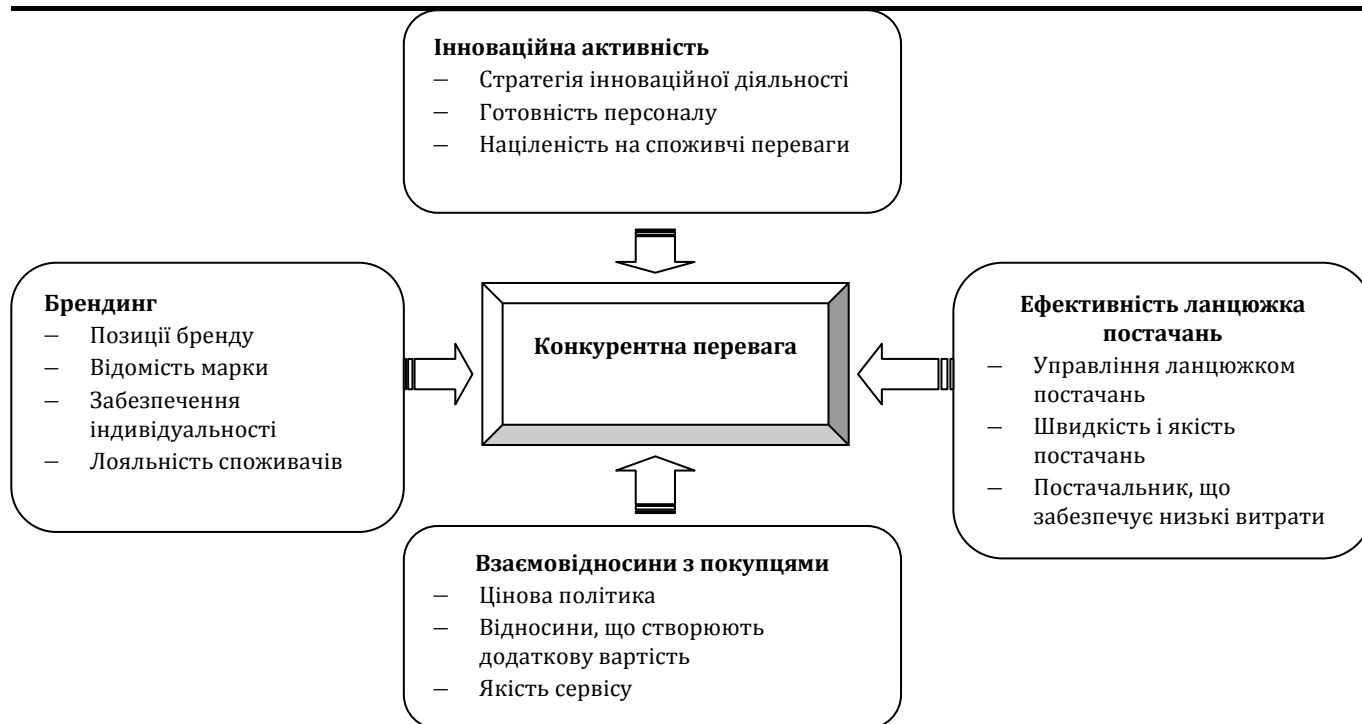 Інноваційна активність
– Стратегія інноваційної діяльності
– Готовність персоналу
– Націленість на споживчі переваги
Брендинг
– Позиції бренду
– Відомість марки
– Забезпечення
індивідуальності
– Лояльність споживачів
Конкурентна перевага
Ефективність ланцюжка
постачань
– Управління ланцюжком
постачань
– Швидкість і якість
постачань
– Постачальник, що
забезпечує низькі витрати
Взаємовідносини з покупцями
– Цінова політика
– Відносини, що створюють
додаткову вартість
– Якість сервісу